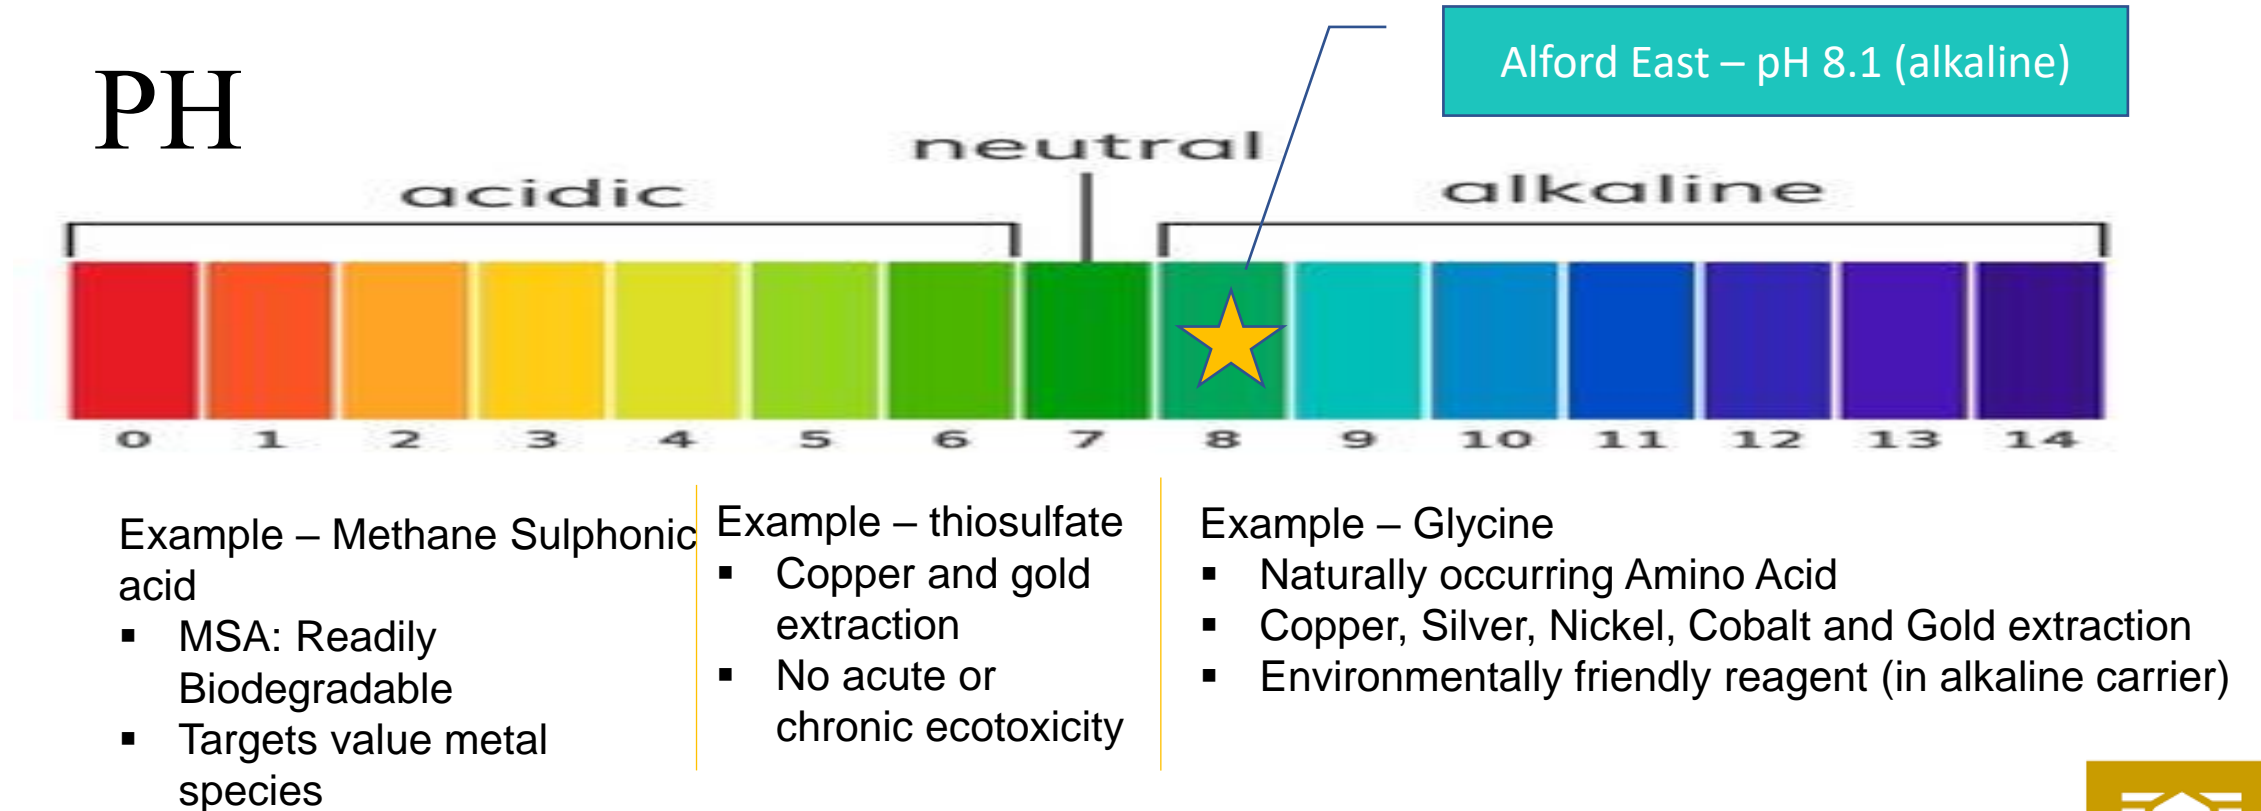 Alford East – pH 8.1 (alkaline)
PH
neutral
acidic
alkaline
0 1 2 3 4 5 6 7 8 9 10 11 12 13 14
Example – Methane Sulphonic
acid
▪ MSA: Readily
Biodegradable
▪ Targets value metal
species
Example – thiosulfate
▪ Copper and gold
extraction
▪ No acute or
chronic ecotoxicity
Example – Glycine
▪ Naturally occurring Amino Acid
▪ Copper, Silver, Nickel, Cobalt and Gold extraction
▪ Environmentally friendly reagent (in alkaline carrier)